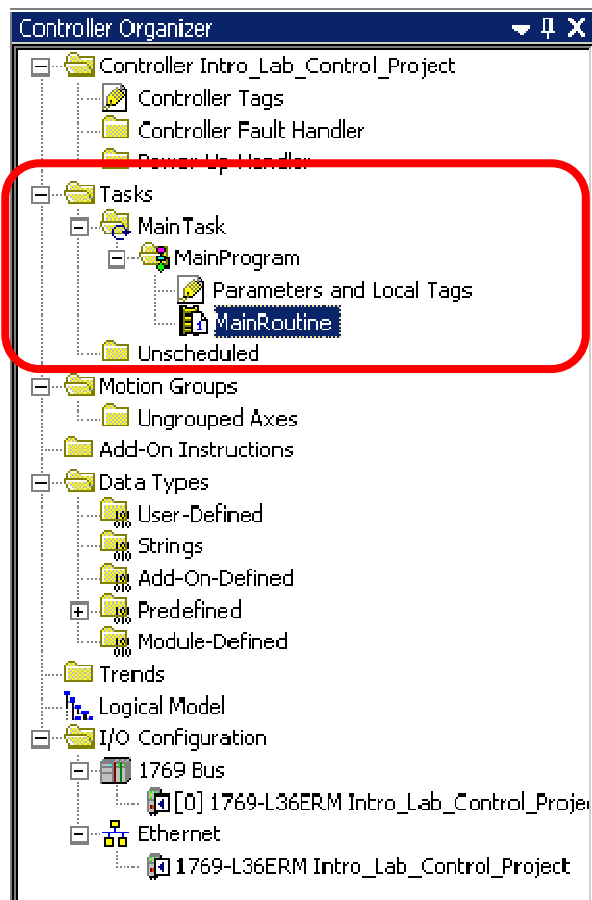 Controller Organizer
Controller Intro_Lab_Control_Project
Controller Tags
Controller Fault Handler
Power-Up Handler
Tasks
MainTask
MainProgram
Parameters and Local Tags
MainRoutine
Unscheduled
Motion Groups
Ungrouped Axes
Add-On Instructions
Data Types
User-Defined
Strings
Add-On-Defined
Predefined
Module-Defined
Trends
Logical Model
I/O Configuration
1769 Bus
[0] 1769-L36ERM Intro_Lab_Control_Proje
Ethernet
1769-L36ERM Intro_Lab_Control_Project